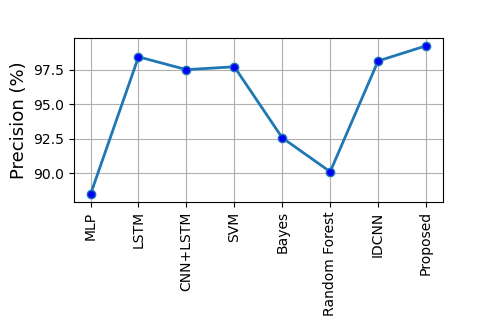 Precision (%)
97.5
95.0
92.5
90.0
MLP
LSTM
CNN+LSTM
SVM
Bayes
Random Forest
IDCNN
Proposed